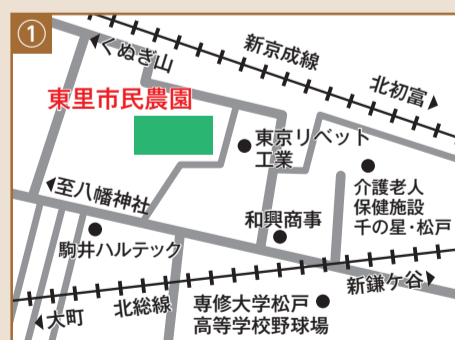 ①
くぬぎ山
新京成線
北初富
東里市民農園
東京リベット
工業
介護老人
保健施設
千の星・松戸
至八幡神社
和興商事
駒井ハルテック
新鎌ケ谷
北総線
大町
専修大学松戸
高等学校野球場